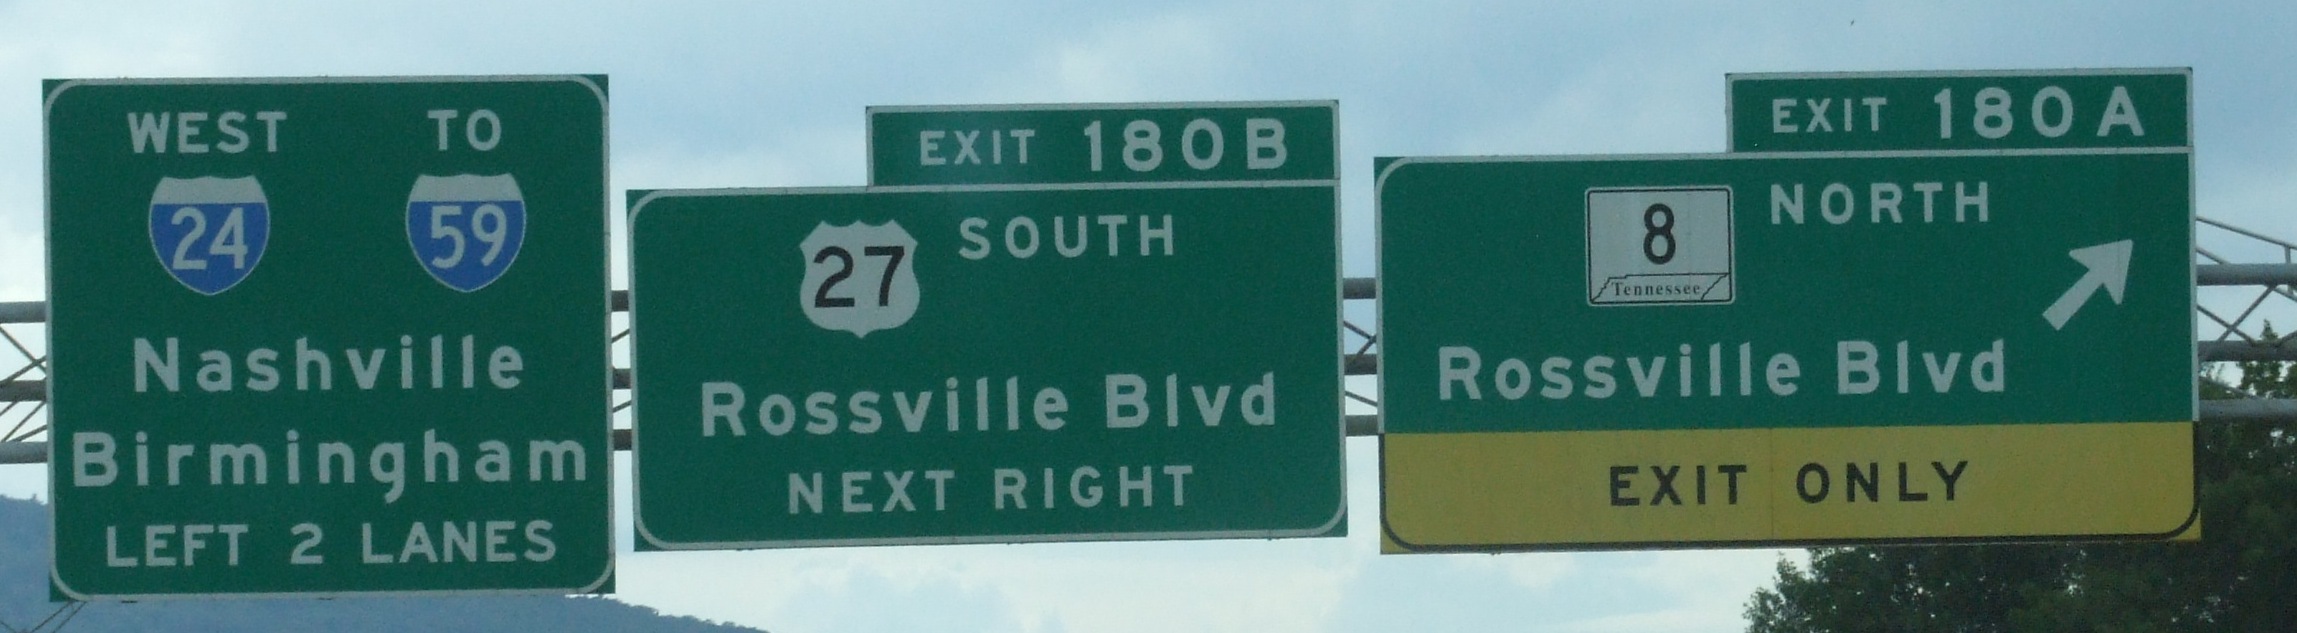 WEST TO
24 59
Nashville
Birmingham
LEFT 2 LANES
EXIT 180B
27 SOUTH
Rossville Blvd
NEXT RIGHT
EXIT 180A
8 NORTH
Tennessee
Rossville Blvd
EXIT ONLY